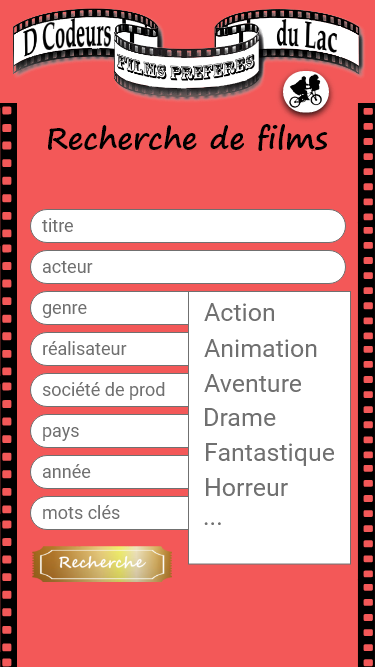 D Codeurs
du Lac
FILMS PREFERES
Recherche de films
titre
acteur
genre
réalisateur
société de prod
pays
année
mots clés
Action
Animation
Aventure
Drame
Fantastique
Horreur
...
Recherche